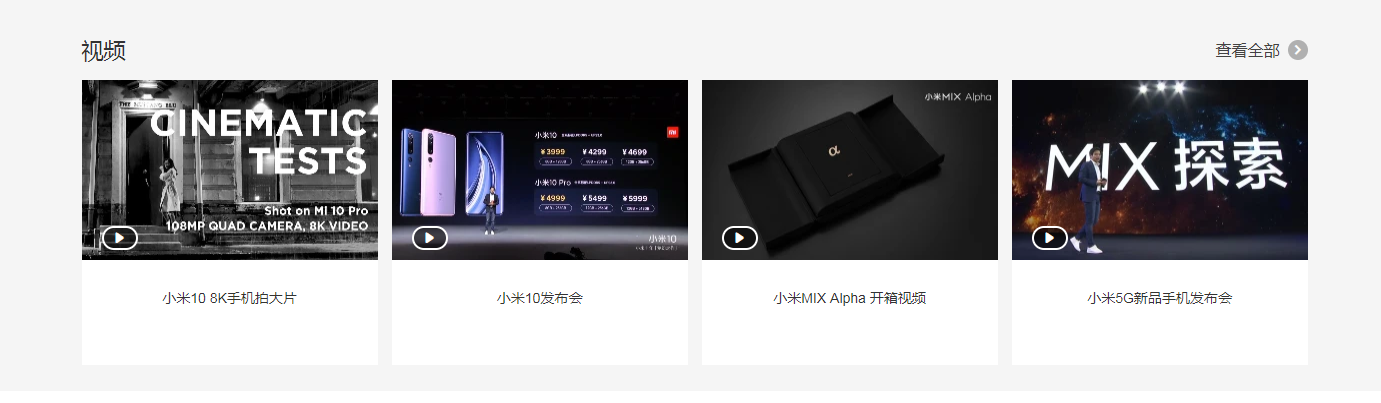 视频
查看全部
CINEMATIC
TESTS
Shot on MI 10 Pro
108MP QUAD CAMERA, 8K VIDEO
小米10
¥3999 ¥4299 ¥4699
小米10 Pro
¥4999 ¥5499 ¥5999
小米10
小米MIX Alpha
α
MIX 探索
小米10 8K手机拍大片
小米10发布会
小米MIX Alpha 开箱视频
小米5G新品手机发布会